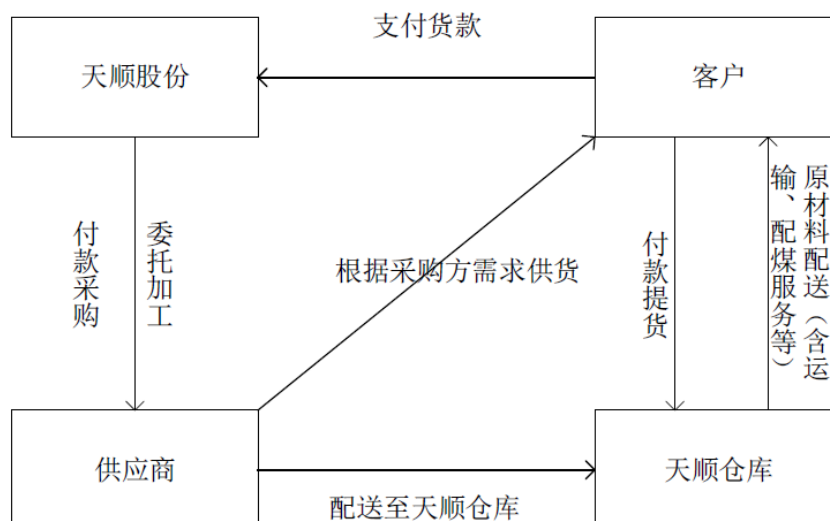 支付货款
天顺股份
客户
付款采购
委托加工
根据采购方需求供货
付款提货
原材料配送（含运
输、配煤服务等）
供应商
天顺仓库
配送至天顺仓库